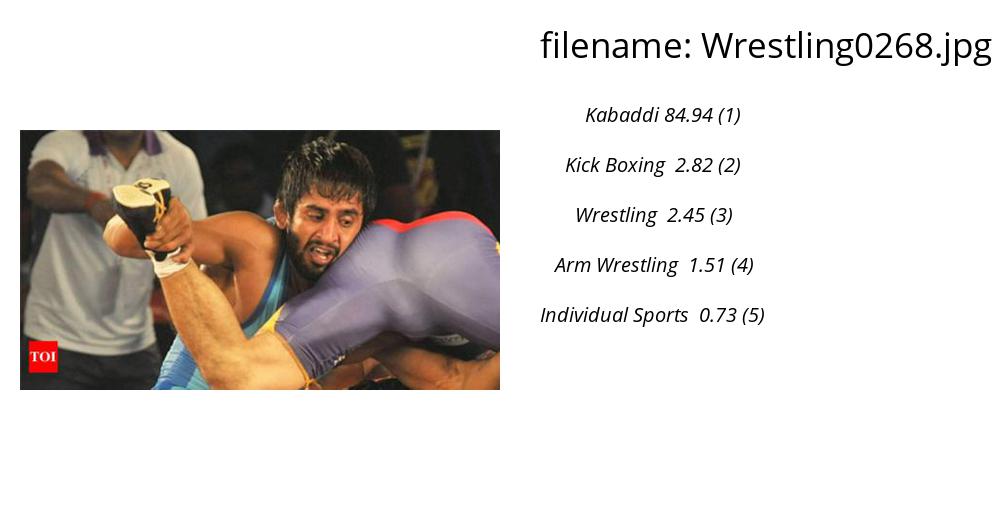 filename: Wrestling0268.jpg
Kabaddi 84.94 (1)
Kick Boxing 2.82 (2)
Wrestling 2.45 (3)
Arm Wrestling 1.51 (4)
Individual Sports 0.73 (5)
TOI